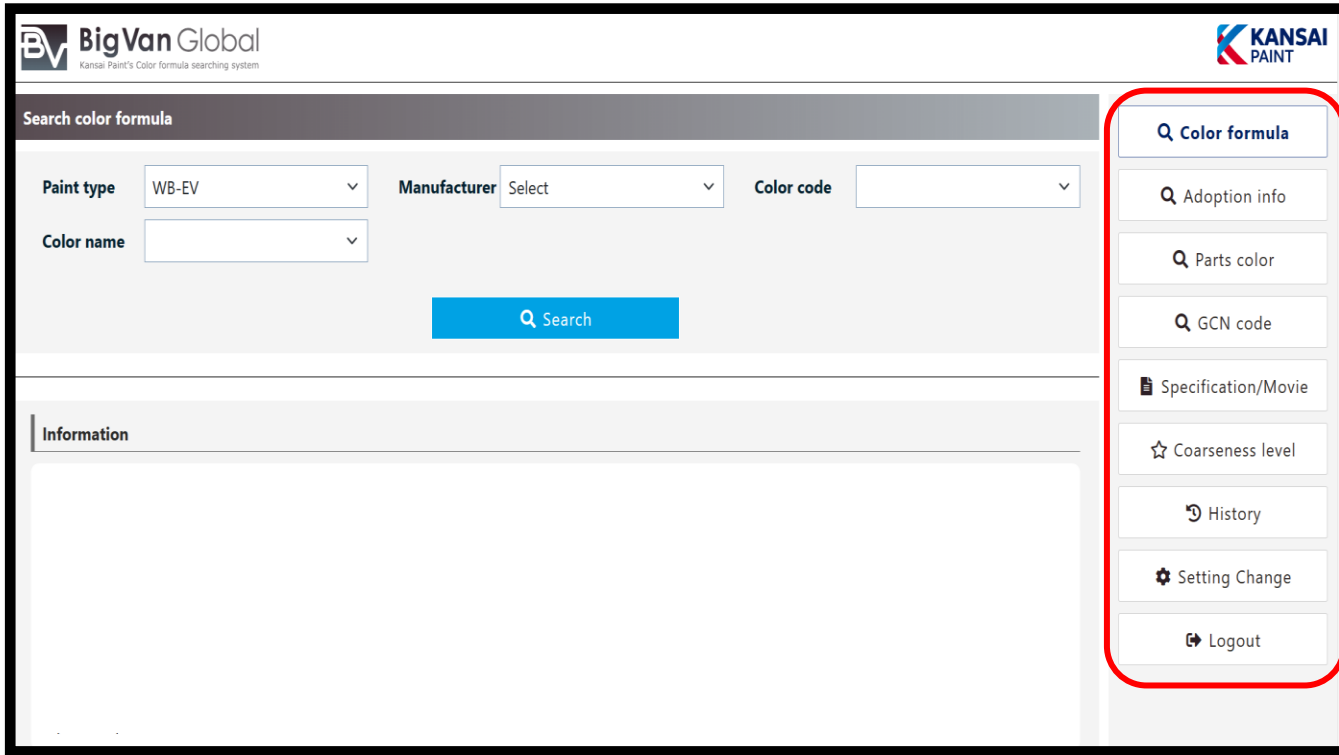 BV BigVan Global
Kansai Paint's Color formula searching system
KANSAI
PAINT
Search color formula
Paint type WB-EV Manufacturer Select Color code
Color name
Search
Information
Color formula
Adoption info
Parts color
GCN code
Specification/Movie
Coarseness level
History
Setting Change
Logout